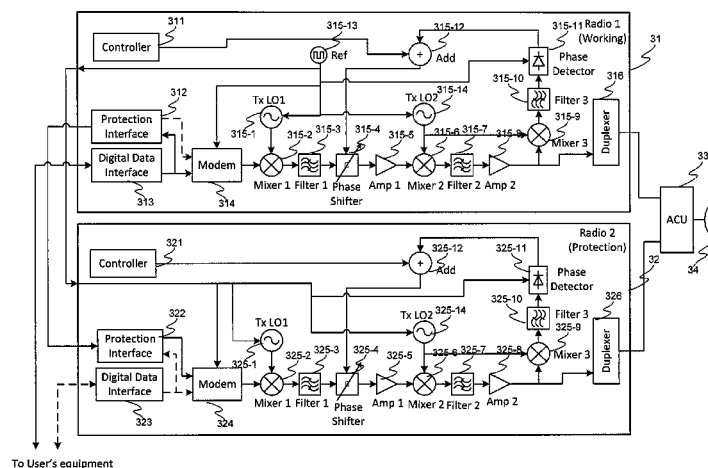 311
Controller
315-13
Ref
315-12
Add
315-11
Radio 1
(Working)
31
Phase
Detector
312
Protection
Interface
Digital Data
Interface
313
Modem
314
Tx LO1
315-1
315-2
Mixer 1
315-3
Filter 1
315-4
Phase
Shifter
315-5
Amp 1
Tx LO2
315-14
315-6
Mixer 2
315-7
Filter 2
315-8
Amp 2
315-10
Filter 3
315-9
Mixer 3
316
Duplexer
33
ACU
34
321
Controller
325-12
Add
325-11
Radio 2
(Protection)
32
Phase
Detector
322
Protection
Interface
Digital Data
Interface
323
Modem
324
Tx LO1
325-1
325-2
Mixer 1
325-3
Filter 1
325-4
Phase
Shifter
325-5
Amp 1
Tx LO2
325-14
325-6
Mixer 2
325-7
Filter 2
325-8
Amp 2
325-10
Filter 3
325-9
Mixer 3
326
Duplexer
To User's equipment